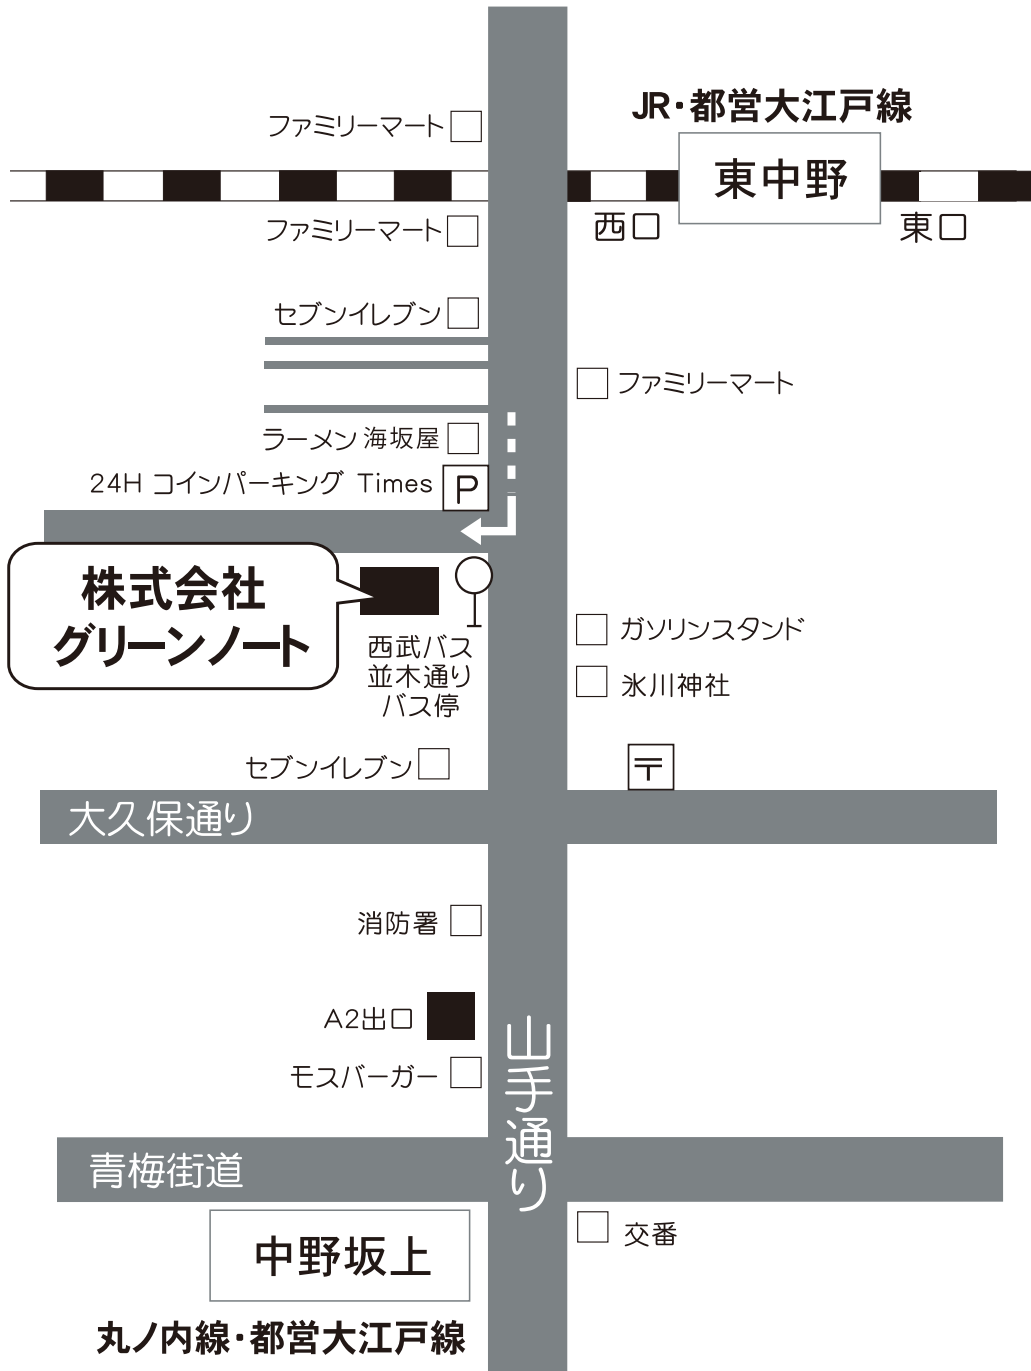 JR・都営大江戸線
東中野
西口
東口
ファミリーマート
ファミリーマート
セブンイレブン
ファミリーマート
ラーメン 海坂屋
24H コインパーキング Times
P
株式会社
グリーンノート
西武バス
並木通り
バス停
ガソリンスタンド
氷川神社
セブンイレブン
〒
大久保通り
消防署
A2出口
モスバーガー
山手通り
青梅街道
交番
中野坂上
丸ノ内線・都営大江戸線